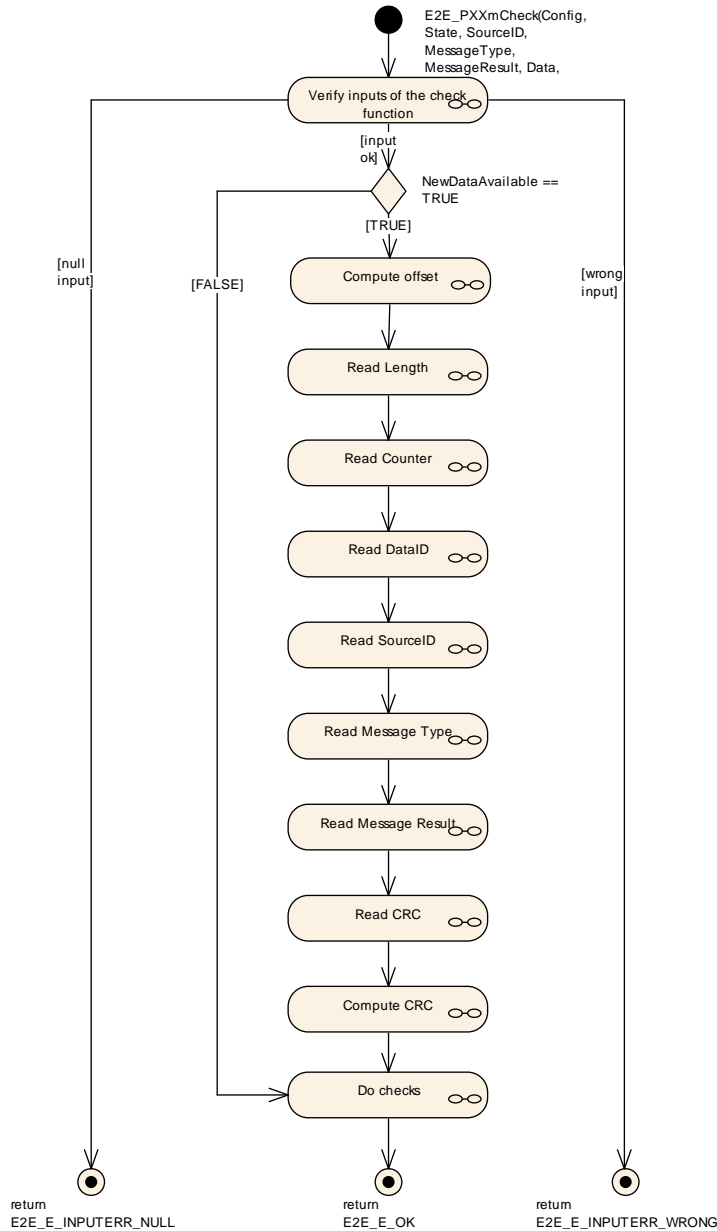 E2E_PXXmCheck(Config,
State, SourceID,
MessageType,
MessageResult, Data,
Verify inputs of the check
function
[input
ok]
NewDataAvailable ==
TRUE
[TRUE]
[null
input]
[FALSE]
[wrong
input]
Compute offset
Read Length
Read Counter
Read DataID
Read SourceID
Read Message Type
Read Message Result
Read CRC
Compute CRC
Do checks
return
E2E_E_INPUTERR_NULL
return
E2E_E_OK
return
E2E_E_INPUTERR_WRONG